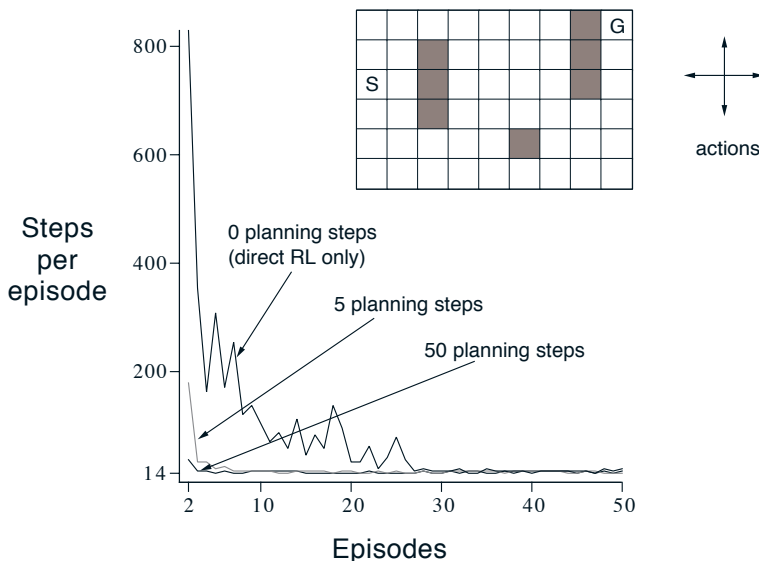 800
G
S
600
actions
Steps
per
episode
0 planning steps
(direct RL only)
400
5 planning steps
50 planning steps
200
14
2 10 20 30 40 50
Episodes